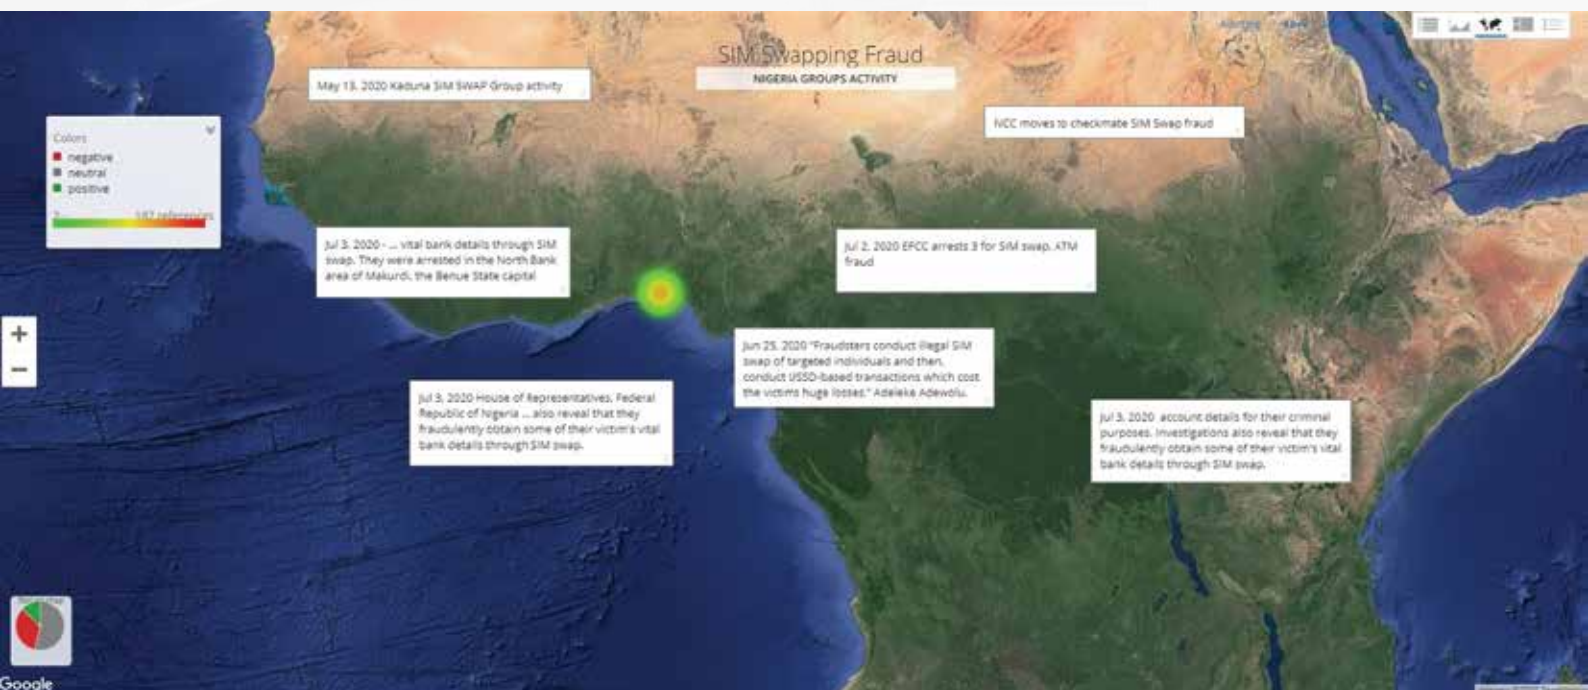 SIM Swapping Fraud
NIGERIA GROUPS ACTIVITY
May 13, 2020 Kaduna SIM SWAP Group activity
NCC moves to checkmate SIM Swap fraud
Colors
negative
neutral
positive
187 references
Jul 3, 2020 - ... vital bank details through SIM
swap. They were arrested in the North Bank
area of Makurdi, the Benue State capital
Jul 2, 2020 EFCC arrests 3 for SIM swap, ATM
fraud
+
−
Jun 25, 2020 "Fraudsters conduct illegal SIM
swap of targeted individuals and then,
conduct USSD-based transactions which cost
the victims huge losses." Adeleke Adewolu.
Jul 3, 2020 House of Representatives, Federal
Republic of Nigeria ... also reveal that they
fraudulently obtain some of their victim's vital
bank details through SIM swap.
Jul 3, 2020 account details for their criminal
purposes. Investigations also reveal that they
fraudulently obtain some of their victim's vital
bank details through SIM swap.
Google